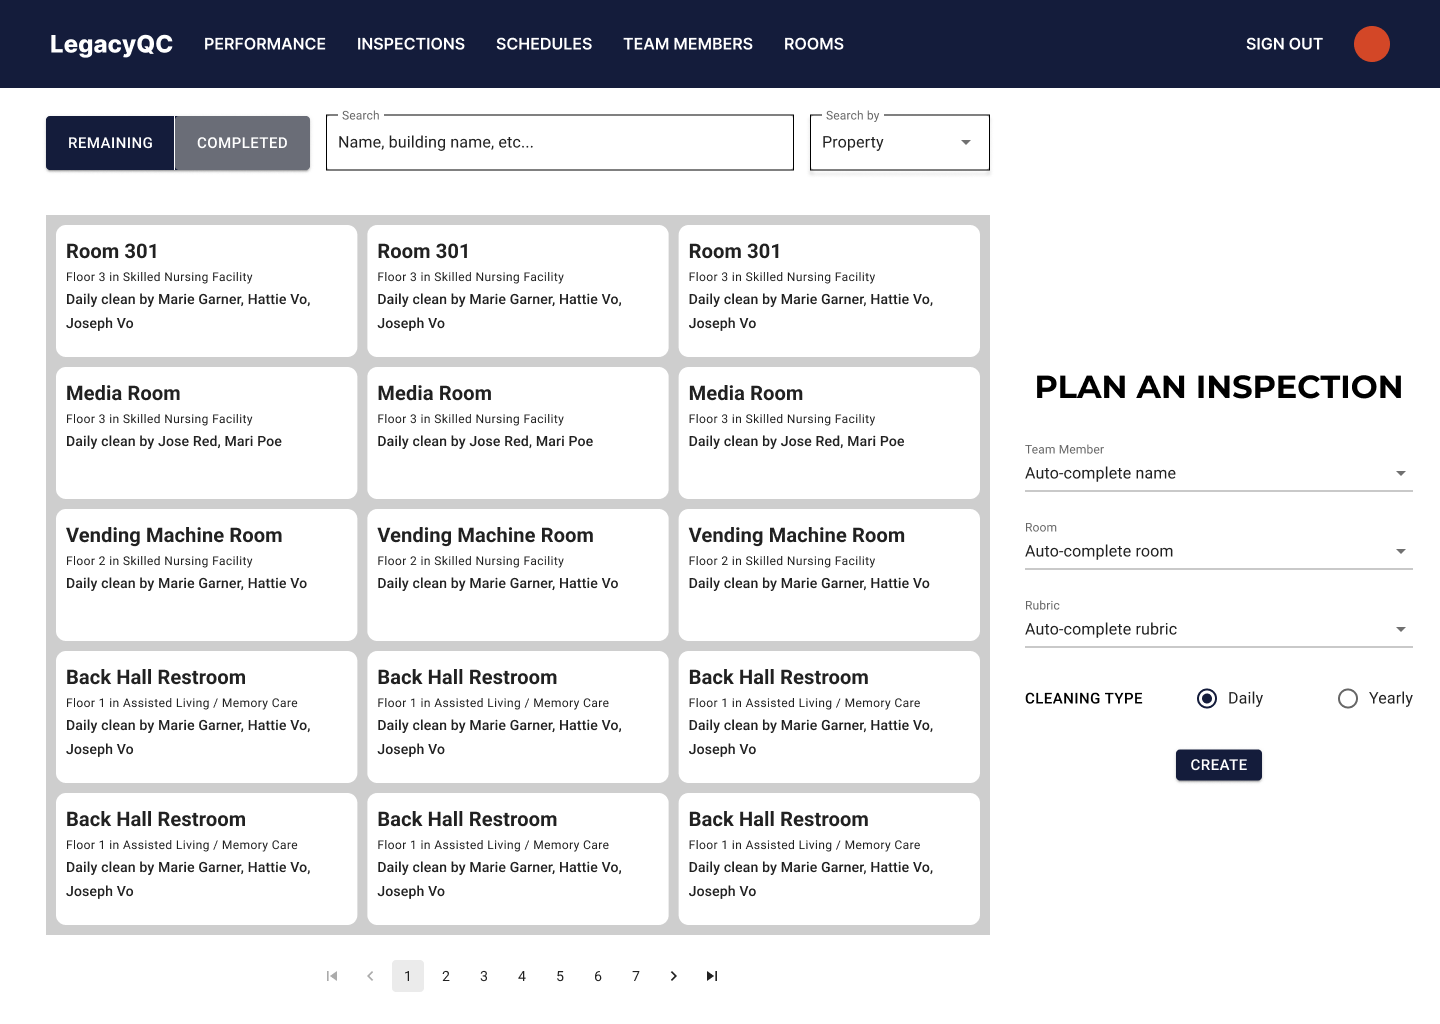 LegacyQC PERFORMANCE INSPECTIONS SCHEDULES TEAM MEMBERS ROOMS SIGN OUT
REMAINING COMPLETED
Search
Name, building name, etc...
Search by
Property
Room 301
Floor 3 in Skilled Nursing Facility
Daily clean by Marie Garner, Hattie Vo,
Joseph Vo
Room 301
Floor 3 in Skilled Nursing Facility
Daily clean by Marie Garner, Hattie Vo,
Joseph Vo
Room 301
Floor 3 in Skilled Nursing Facility
Daily clean by Marie Garner, Hattie Vo,
Joseph Vo
Media Room
Floor 3 in Skilled Nursing Facility
Daily clean by Jose Red, Mari Poe
Media Room
Floor 3 in Skilled Nursing Facility
Daily clean by Jose Red, Mari Poe
Media Room
Floor 3 in Skilled Nursing Facility
Daily clean by Jose Red, Mari Poe
Vending Machine Room
Floor 2 in Skilled Nursing Facility
Daily clean by Marie Garner, Hattie Vo
Vending Machine Room
Floor 2 in Skilled Nursing Facility
Daily clean by Marie Garner, Hattie Vo
Vending Machine Room
Floor 2 in Skilled Nursing Facility
Daily clean by Marie Garner, Hattie Vo
Back Hall Restroom
Floor 1 in Assisted Living / Memory Care
Daily clean by Marie Garner, Hattie Vo,
Joseph Vo
Back Hall Restroom
Floor 1 in Assisted Living / Memory Care
Daily clean by Marie Garner, Hattie Vo,
Joseph Vo
Back Hall Restroom
Floor 1 in Assisted Living / Memory Care
Daily clean by Marie Garner, Hattie Vo,
Joseph Vo
Back Hall Restroom
Floor 1 in Assisted Living / Memory Care
Daily clean by Marie Garner, Hattie Vo,
Joseph Vo
Back Hall Restroom
Floor 1 in Assisted Living / Memory Care
Daily clean by Marie Garner, Hattie Vo,
Joseph Vo
Back Hall Restroom
Floor 1 in Assisted Living / Memory Care
Daily clean by Marie Garner, Hattie Vo,
Joseph Vo
1 2 3 4 5 6 7
PLAN AN INSPECTION
Team Member
Auto-complete name
Room
Auto-complete room
Rubric
Auto-complete rubric
CLEANING TYPE Daily Yearly
CREATE